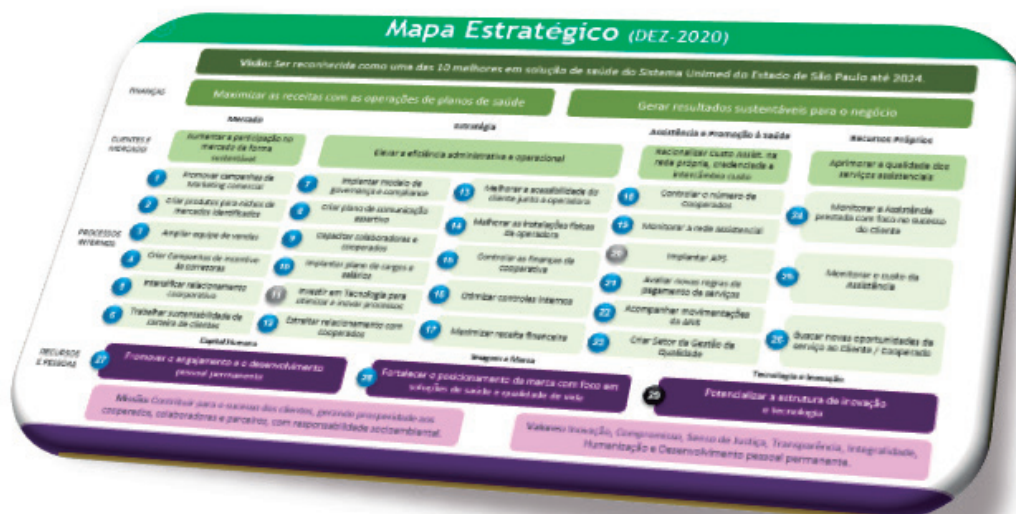 Mapa Estratégico (DEZ-2020)
Visão: Ser reconhecida como uma das 10 melhores em solução de saúde do Sistema Unimed do Estado de São Paulo até 2024.
FINANÇAS
Maximizar as receitas com as operações de planos de saúde
Gerar resultados sustentáveis para o negócio
CLIENTES E
MERCADO
Mercado
Aumentar a participação no
mercado de forma
sustentável
Estratégia
Elevar a eficiência administrativa e operacional
Assistência e Promoção à Saúde
Racionalizar Custo Assist. na
rede própria, credenciada e
intercâmbio custo
Recursos Próprios
Aprimorar a qualidade dos
serviços assistenciais
PROCESSOS
INTERNOS
1 Promover campanhas de
Marketing comercial
2 Criar produtos para nichos de
mercados identificados
3 Ampliar equipe de vendas
4 Criar Campanhas de incentivo
às corretoras
5 Intensificar relacionamento
coorporativo
6 Trabalhar sustentabilidade da
carteira de clientes
7 Implantar modelo de
governança e compliance
8 Criar plano de comunicação
assertivo
9 Capacitar colaboradores e
cooperados
10 Implantar plano de cargos e
salários
11 Investir em Tecnologia para
otimizar e inovar processos
12 Estreitar relacionamento com
cooperados
13 Melhorar a acessibilidade do
cliente junto a operadora
14 Melhorar as instalações físicas
da operadora
15 Controlar as finanças da
cooperativa
16 Otimizar controles internos
17 Maximizar receita financeira
18 Controlar o número de
Cooperados
19 Monitorar a rede assistencial
20 Implantar APS
21 Avaliar novas regras de
pagamento de serviços
22 Acompanhar movimentações
da ANS
23 Criar Setor da Gestão da
Qualidade
24 Monitorar a Assistência
prestada com foco no sucesso
do cliente
25 Monitorar o custo da
Assistência
26 Buscar novas oportunidades de
serviço ao Cliente / Cooperado
RECURSOS
E PESSOAS
Capital Humano
27 Promover o engajamento e o desenvolvimento
pessoal permanente
Imagem e Marca
28 Fortalecer o posicionamento da marca com foco em
soluções de saúde e qualidade de vida
Tecnologia e Inovação
29 Potencializar a estrutura de inovação
e tecnologia
Missão: Contribuir para o sucesso dos clientes, gerando prosperidade aos
cooperados, colaboradores e parceiros, com responsabilidade socioambiental.
Valores: Inovação, Compromisso, Senso de Justiça, Transparência, Integralidade,
Humanização e Desenvolvimento pessoal permanente.